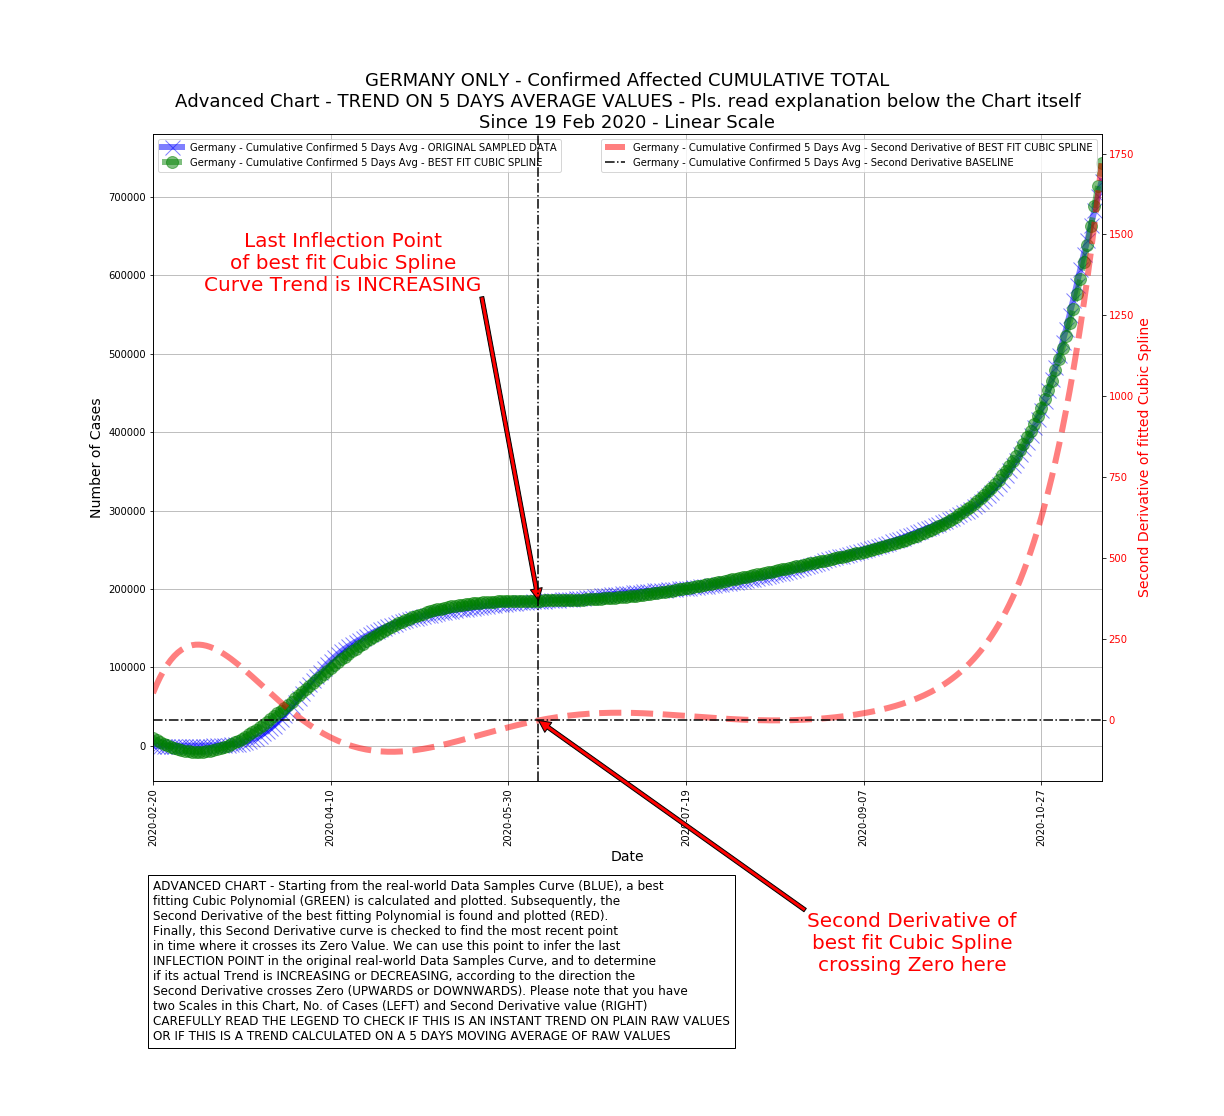 GERMANY ONLY - Confirmed Affected CUMULATIVE TOTAL
Advanced Chart - TREND ON 5 DAYS AVERAGE VALUES - Pls. read explanation below the Chart itself
Since 19 Feb 2020 - Linear Scale
Germany - Cumulative Confirmed 5 Days Avg - ORIGINAL SAMPLED DATA
Germany - Cumulative Confirmed 5 Days Avg - BEST FIT CUBIC SPLINE
Germany - Cumulative Confirmed 5 Days Avg - Second Derivative of BEST FIT CUBIC SPLINE
Germany - Cumulative Confirmed 5 Days Avg - Second Derivative BASELINE
Last Inflection Point
of best fit Cubic Spline
Curve Trend is INCREASING
Number of Cases
700000
600000
500000
400000
300000
200000
100000
0
1750
1500
1250
1000
750
500
250
0
Second Derivative of fitted Cubic Spline
2020-02-20
2020-04-10
2020-05-30
2020-07-19
2020-09-07
2020-10-27
Date
ADVANCED CHART - Starting from the real-world Data Samples Curve (BLUE), a best
fitting Cubic Polynomial (GREEN) is calculated and plotted. Subsequently, the
Second Derivative of the best fitting Polynomial is found and plotted (RED).
Finally, this Second Derivative curve is checked to find the most recent point
in time where it crosses its Zero Value. We can use this point to infer the last
INFLECTION POINT in the original real-world Data Samples Curve, and to determine
if its actual Trend is INCREASING or DECREASING, according to the direction the
Second Derivative crosses Zero (UPWARDS or DOWNWARDS). Please note that you have
two Scales in this Chart, No. of Cases (LEFT) and Second Derivative value (RIGHT)
CAREFULLY READ THE LEGEND TO CHECK IF THIS IS AN INSTANT TREND ON PLAIN RAW VALUES
OR IF THIS IS A TREND CALCULATED ON A 5 DAYS MOVING AVERAGE OF RAW VALUES
Second Derivative of
best fit Cubic Spline
crossing Zero here